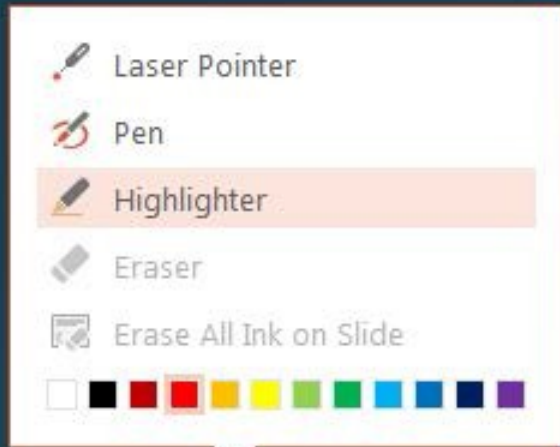 Laser Pointer
Pen
Highlighter
Eraser
Erase All Ink on Slide